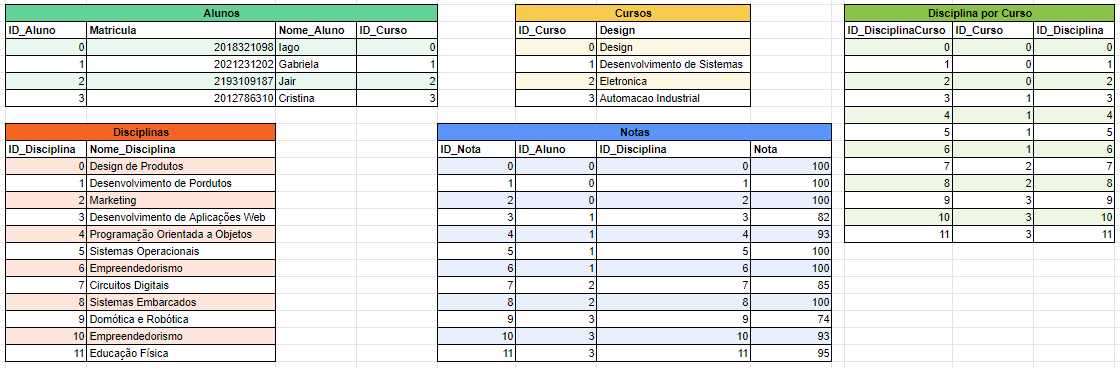 Alunos
ID_Aluno Matricula Nome_Aluno ID_Curso
0 2018321098 Iago 0
1 2021231202 Gabriela 1
2 2193109187 Jair 2
3 2012786310 Cristina 3
Cursos
ID_Curso Design
0 Design
1 Desenvolvimento de Sistemas
2 Eletronica
3 Automacao Industrial
Disciplina por Curso
ID_DisciplinaCurso ID_Curso ID_Disciplina
0 0 0
1 0 1
2 0 2
3 1 3
4 1 4
5 1 5
6 1 6
7 2 7
8 2 8
9 3 9
10 3 10
11 3 11
Disciplinas
ID_Disciplina Nome_Disciplina
0 Design de Produtos
1 Desenvolvimento de Pordutos
2 Marketing
3 Desenvolvimento de Aplicações Web
4 Programação Orientada a Objetos
5 Sistemas Operacionais
6 Empreendedorismo
7 Circuitos Digitais
8 Sistemas Embarcados
9 Domótica e Robótica
10 Empreendedorismo
11 Educação Física
Notas
ID_Nota ID_Aluno ID_Disciplina Nota
0 0 0 100
1 0 1 100
2 0 2 100
3 1 3 82
4 1 4 93
5 1 5 100
6 1 6 100
7 2 7 85
8 2 8 100
9 3 9 74
10 3 10 93
11 3 11 95